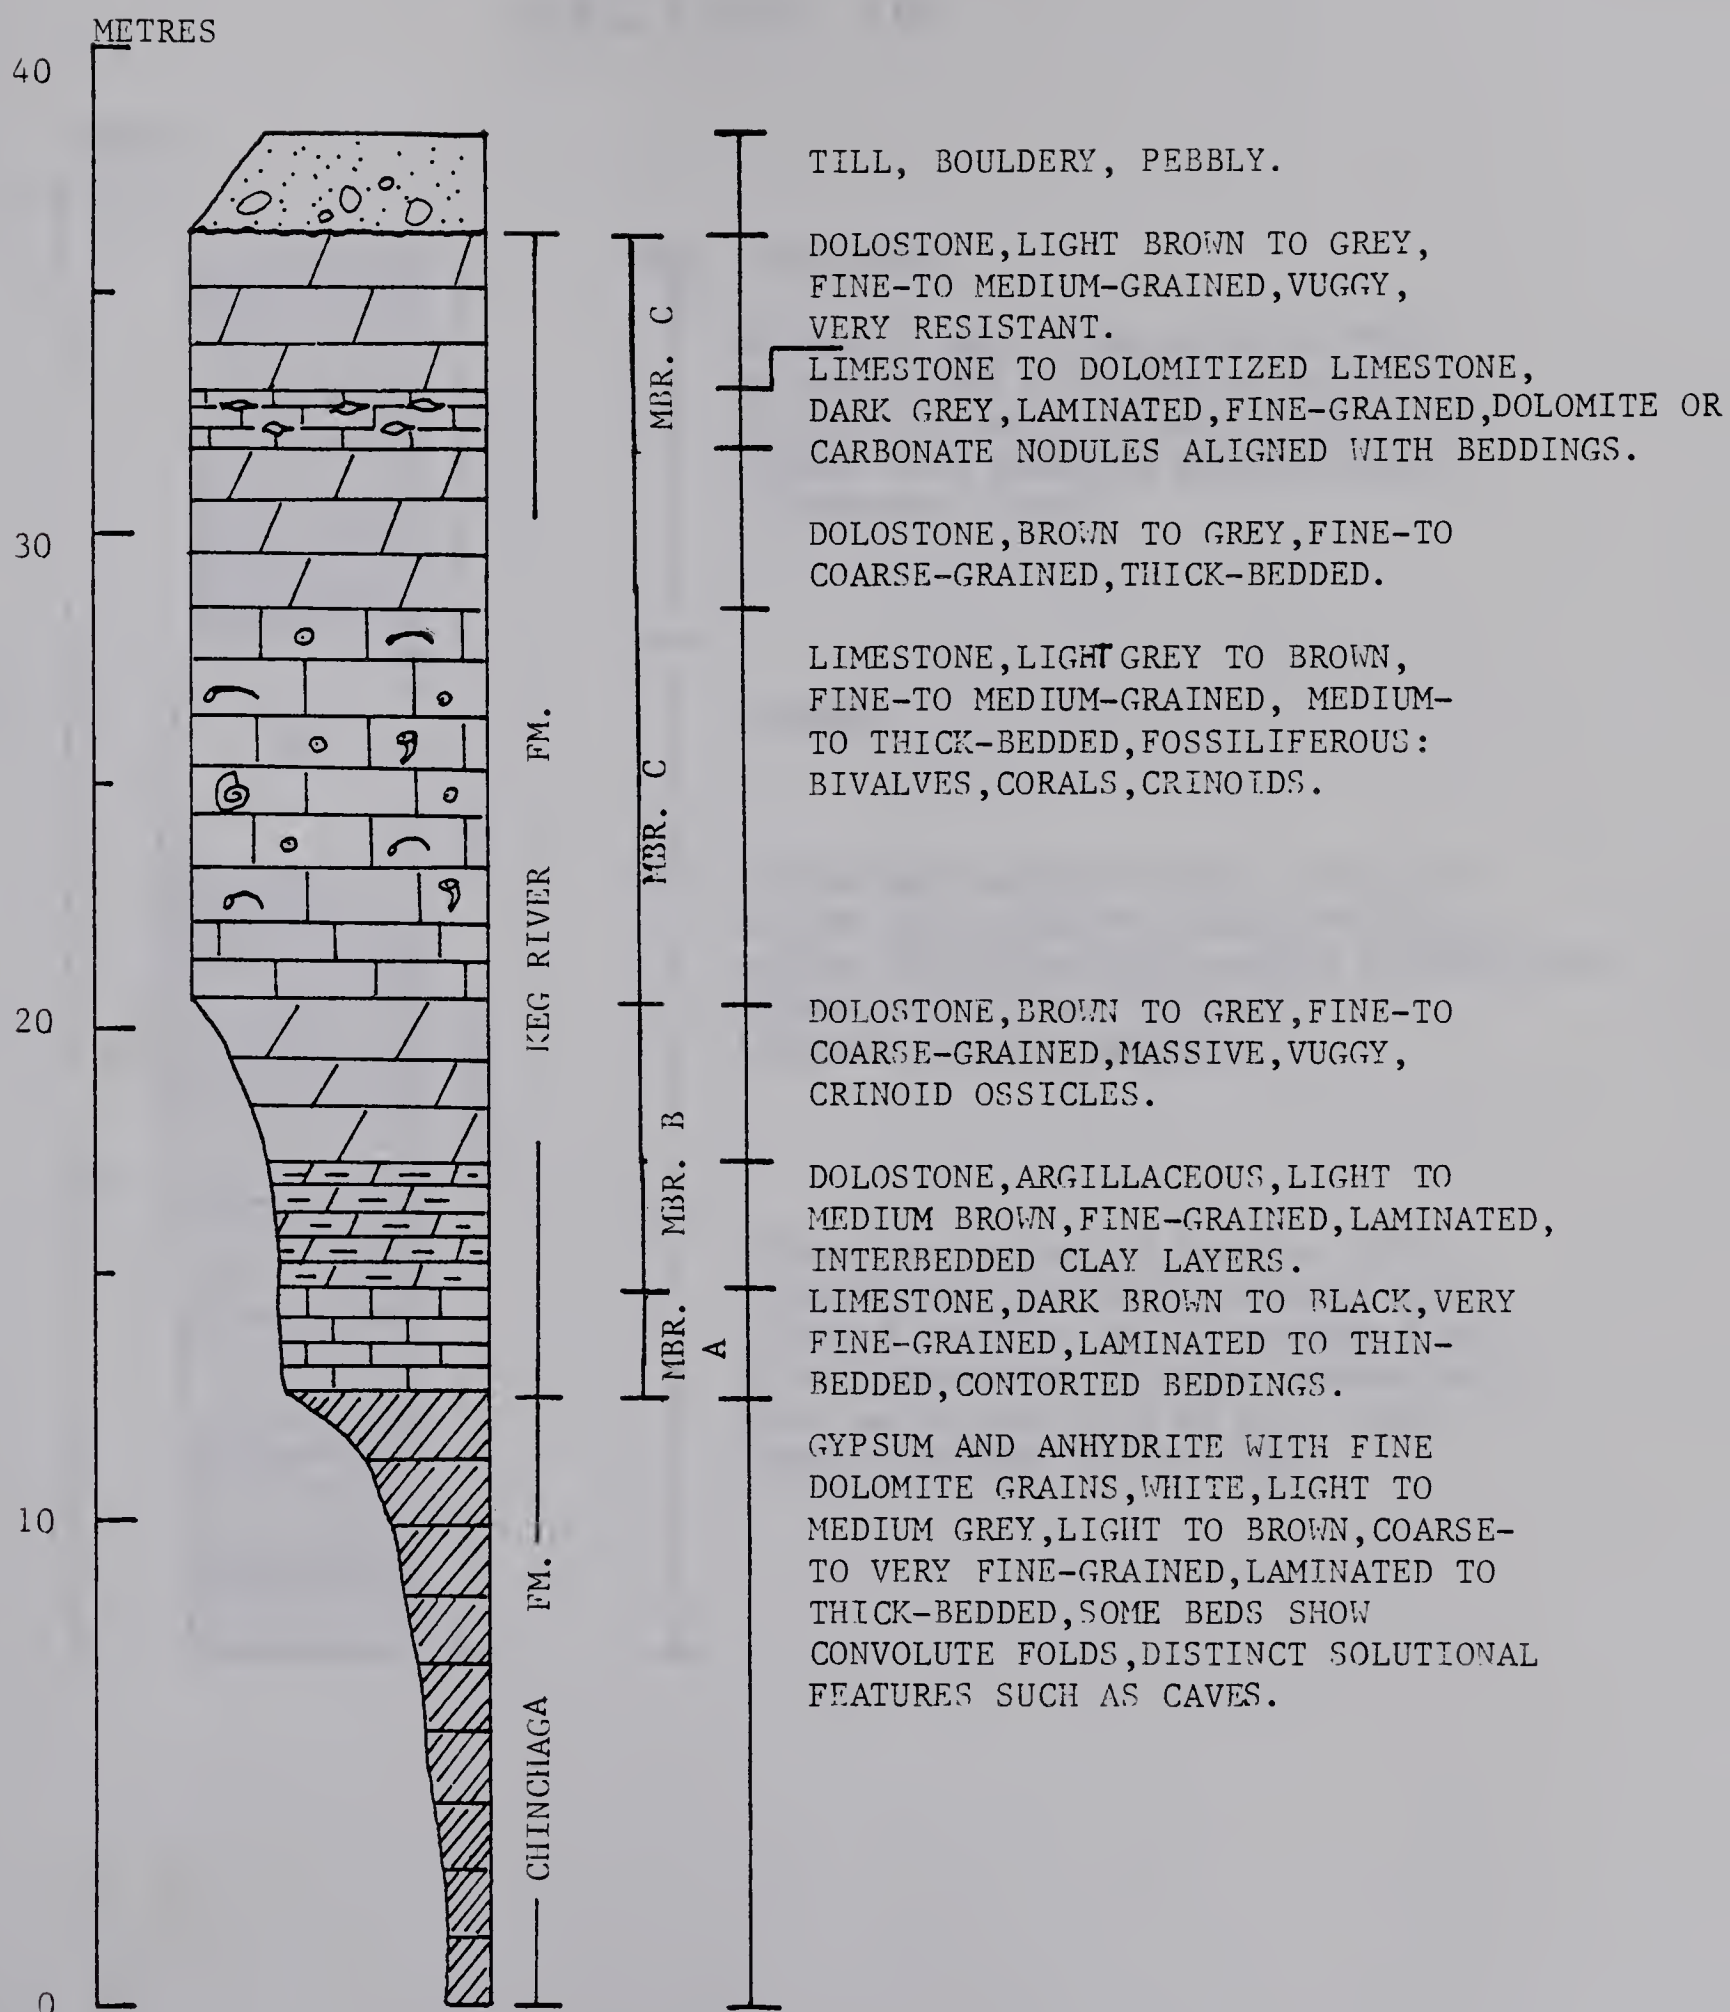 METRES
40
30
20
10
0
KEG RIVER FM.
CHINCHAGA FM.
MBR. C
MBR. C
MBR. B
MBR. A
TILL, BOULDERY, PEBBLY.
DOLOSTONE,LIGHT BROWN TO GREY,
FINE-TO MEDIUM-GRAINED,VUGGY,
VERY RESISTANT.
LIMESTONE TO DOLOMITIZED LIMESTONE,
DARK GREY,LAMINATED,FINE-GRAINED,DOLOMITE OR
CARBONATE NODULES ALIGNED WITH BEDDINGS.
DOLOSTONE,BROWN TO GREY,FINE-TO
COARSE-GRAINED,THICK-BEDDED.
LIMESTONE,LIGHT GREY TO BROWN,
FINE-TO MEDIUM-GRAINED, MEDIUM-
TO THICK-BEDDED,FOSSILIFEROUS:
BIVALVES,CORALS,CRINOIDS.
DOLOSTONE,BROWN TO GREY,FINE-TO
COARSE-GRAINED,MASSIVE,VUGGY,
CRINOID OSSICLES.
DOLOSTONE,ARGILLACEOUS,LIGHT TO
MEDIUM BROWN,FINE-GRAINED,LAMINATED,
INTERBEDDED CLAY LAYERS.
LIMESTONE,DARK BROWN TO BLACK,VERY
FINE-GRAINED,LAMINATED TO THIN-
BEDDED,CONTORTED BEDDINGS.
GYPSUM AND ANHYDRITE WITH FINE
DOLOMITE GRAINS,WHITE,LIGHT TO
MEDIUM GREY,LIGHT TO BROWN,COARSE-
TO VERY FINE-GRAINED,LAMINATED TO
THICK-BEDDED,SOME BEDS SHOW
CONVOLUTE FOLDS,DISTINCT SOLUTIONAL
FEATURES SUCH AS CAVES.